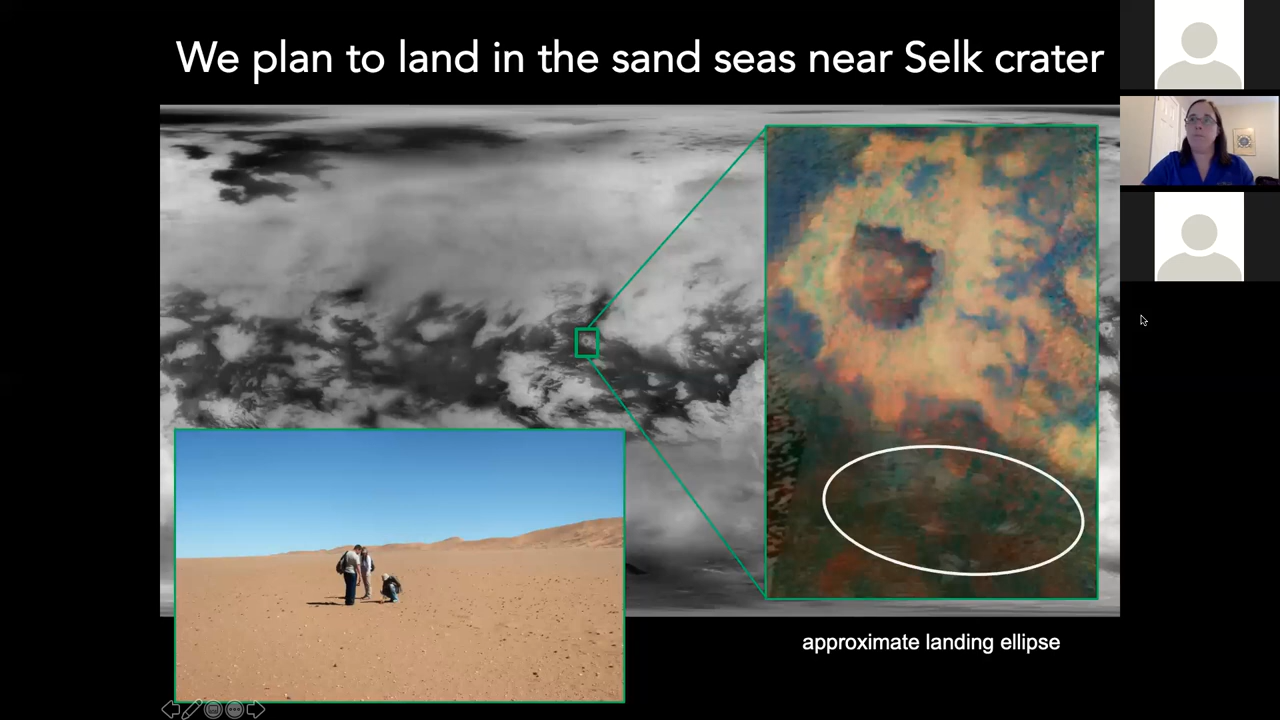 We plan to land in the sand seas near Selk crater
approximate landing ellipse